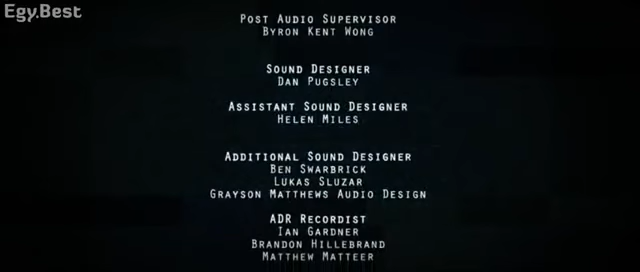 Egy.Best
Post Audio Supervisor
Byron Kent Wong
Sound Designer
Dan Pugsley
Assistant Sound Designer
Helen Miles
Additional Sound Designer
Ben Swarbrick
Lukas Sluzar
Grayson Matthews Audio Design
ADR Recordist
Ian Gardner
Brandon Hillebrand
Matthew Matteer